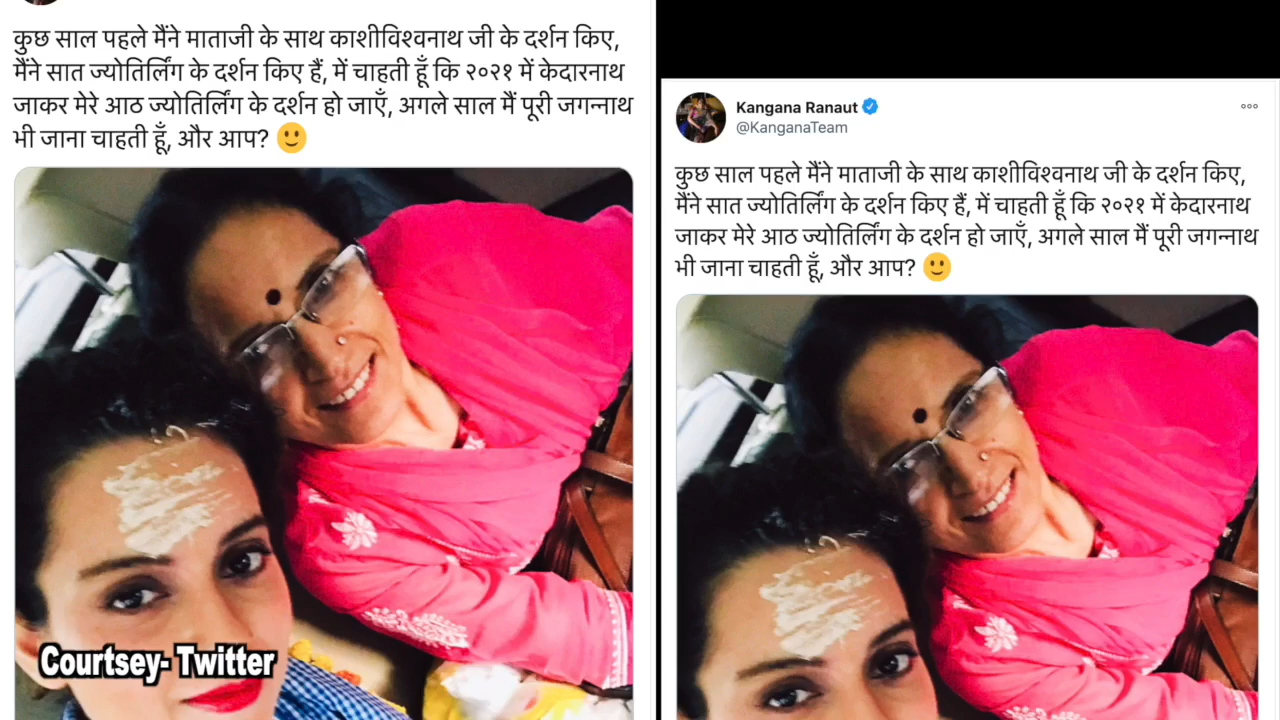 कुछ साल पहले मैंने माताजी के साथ काशीविश्वनाथ जी के दर्शन किए,
मैंने सात ज्योतिर्लिंग के दर्शन किए हैं, में चाहती हूँ कि २०२१ में केदारनाथ
जाकर मेरे आठ ज्योतिर्लिंग के दर्शन हो जाएँ, अगले साल मैं पूरी जगन्नाथ
भी जाना चाहती हूँ, और आप? 🙂
Courtsey- Twitter
Kangana Ranaut
@KanganaTeam
कुछ साल पहले मैंने माताजी के साथ काशीविश्वनाथ जी के दर्शन किए,
मैंने सात ज्योतिर्लिंग के दर्शन किए हैं, में चाहती हूँ कि २०२१ में केदारनाथ
जाकर मेरे आठ ज्योतिर्लिंग के दर्शन हो जाएँ, अगले साल मैं पूरी जगन्नाथ
भी जाना चाहती हूँ, और आप? 🙂